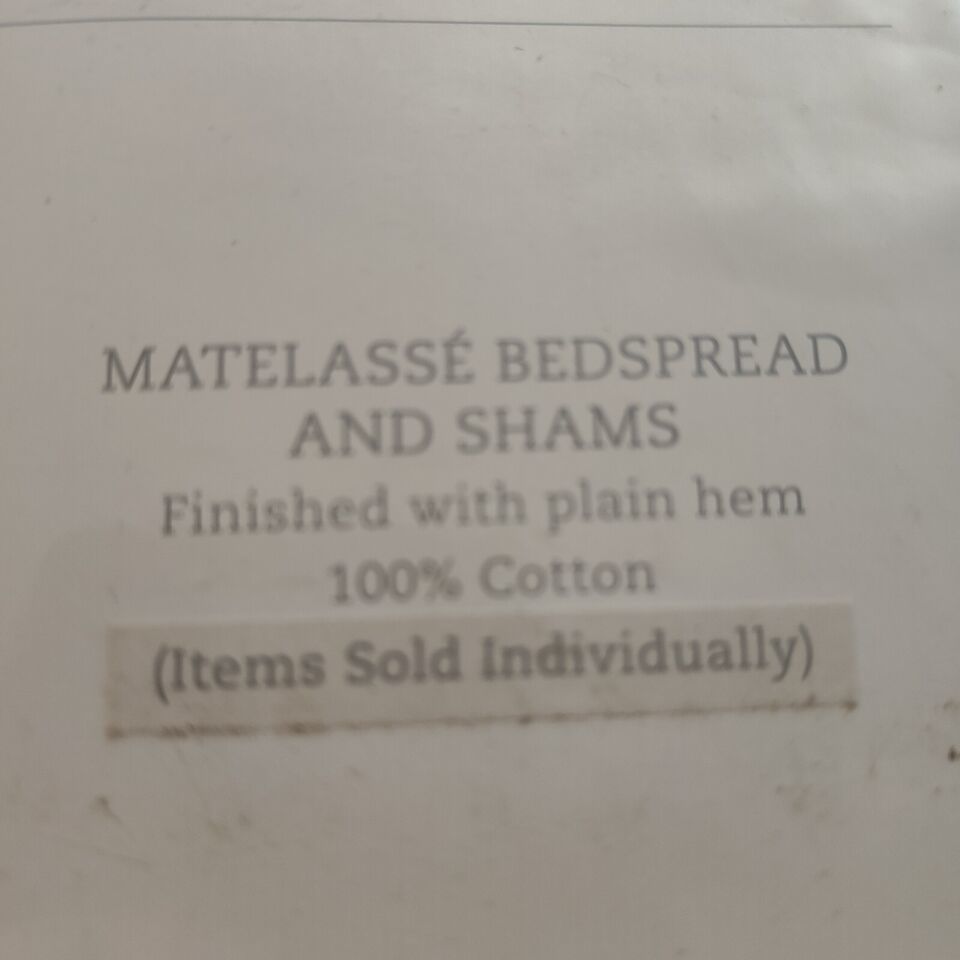 MATELASSÉ BEDSPREAD
AND SHAMS
Finished with plain hem
100% Cotton
(Items Sold Individually)